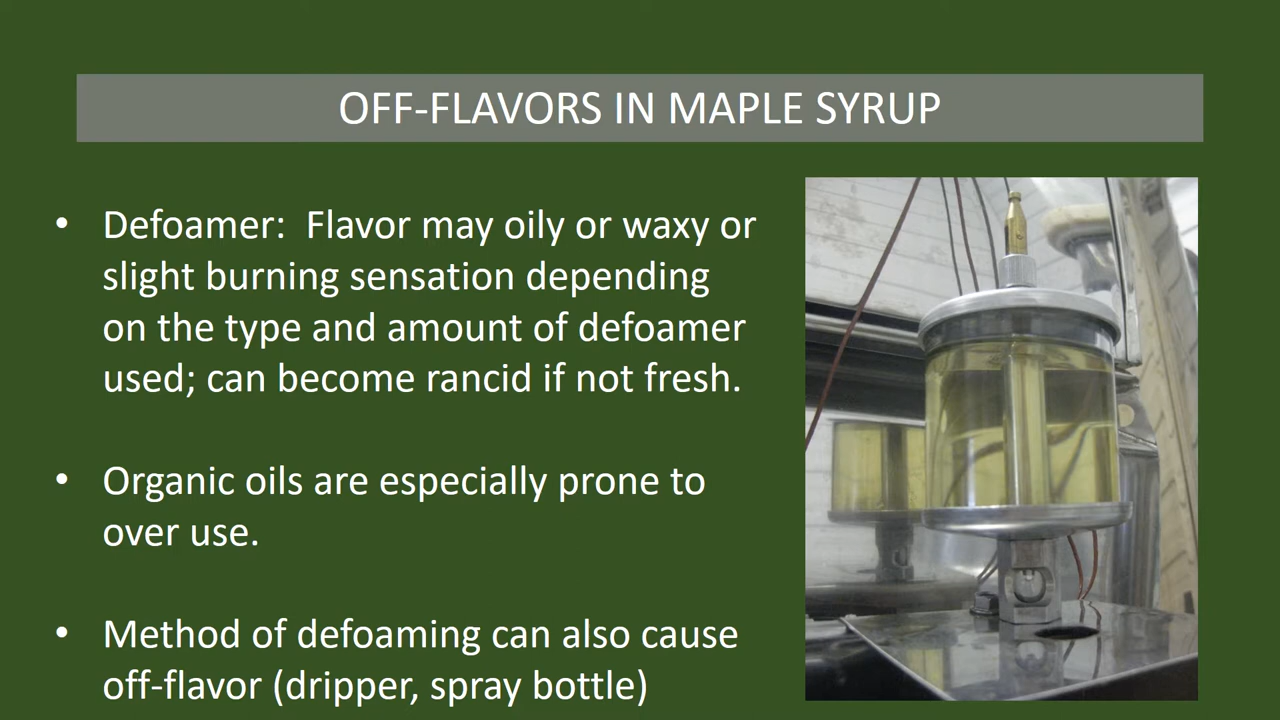 OFF-FLAVORS IN MAPLE SYRUP
• Defoamer:  Flavor may oily or waxy or
slight burning sensation depending
on the type and amount of defoamer
used; can become rancid if not fresh.
• Organic oils are especially prone to
over use.
• Method of defoaming can also cause
off-flavor (dripper, spray bottle)